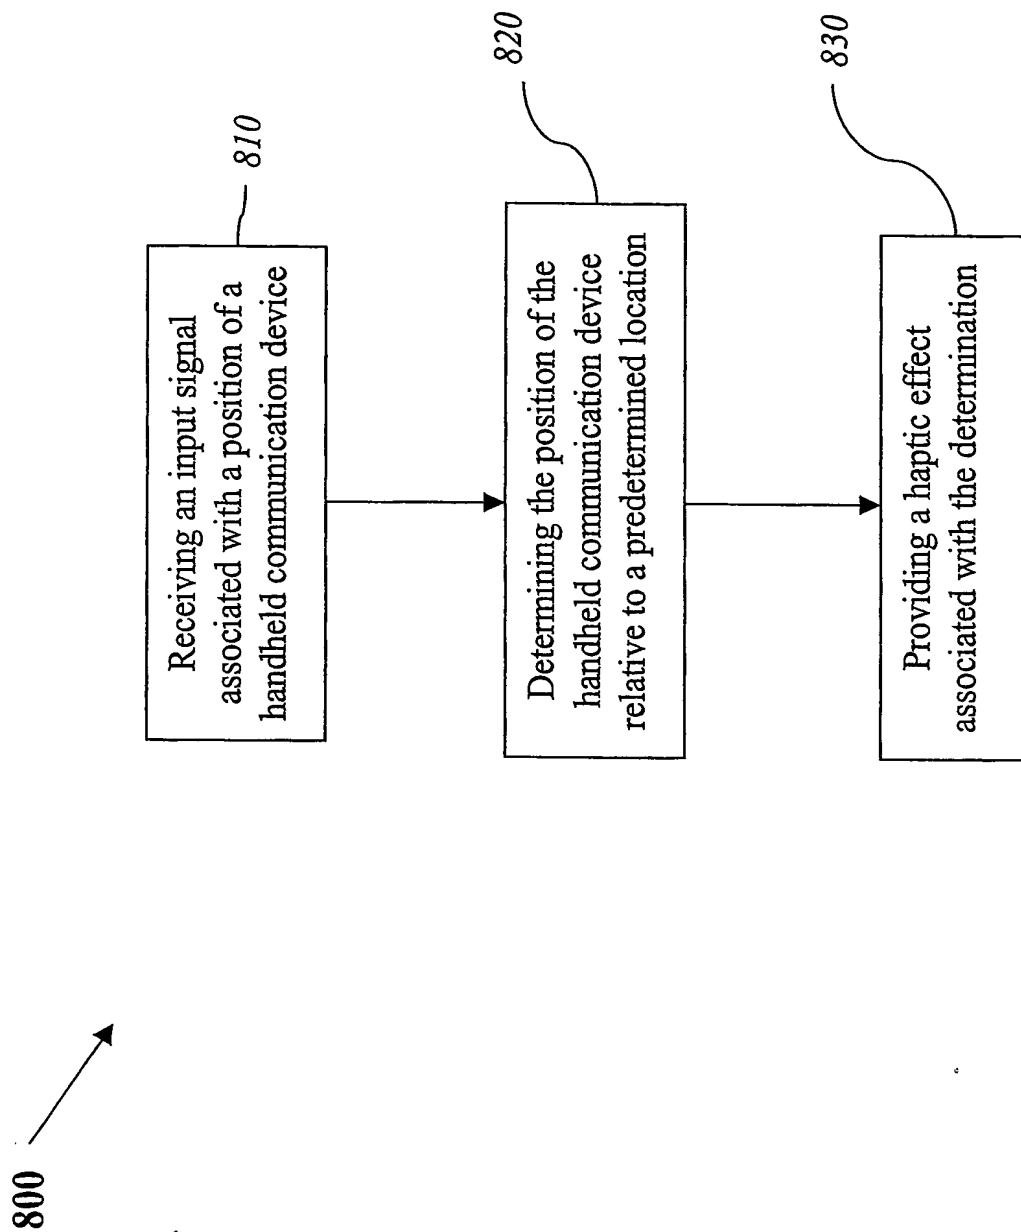 800
Receiving an input signal
associated with a position of a
handheld communication device
810
Determining the position of the
handheld communication device
relative to a predetermined location
820
Providing a haptic effect
associated with the determination
830